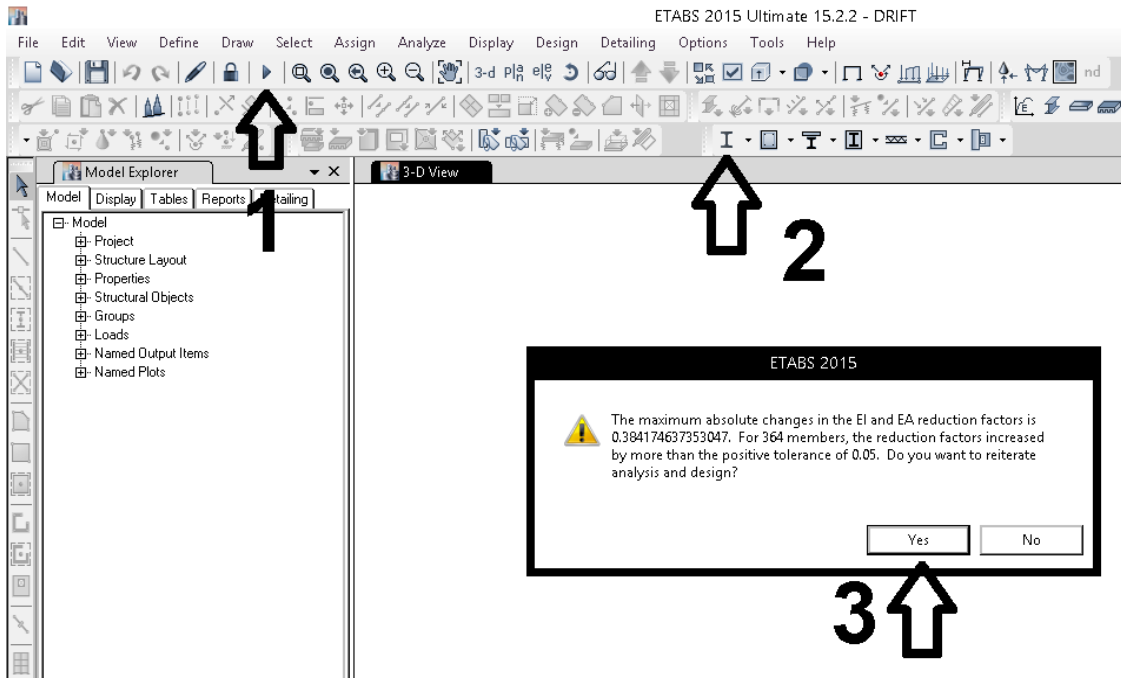 ETABS 2015 Ultimate 15.2.2 - DRIFT
File Edit View Define Draw Select Assign Analyze Display Design Detailing Options Tools Help
3-d nd
Model Explorer
3-D View
Model Display Tables Reports
1
2
Model
Project
Structure Layout
Properties
Structural Objects
Groups
Loads
Named Output Items
Named Plots
ETABS 2015
The maximum absolute changes in the EI and EA reduction factors is
0.384174637353047. For 364 members, the reduction factors increased
by more than the positive tolerance of 0.05. Do you want to reiterate
analysis and design?
Yes No
3